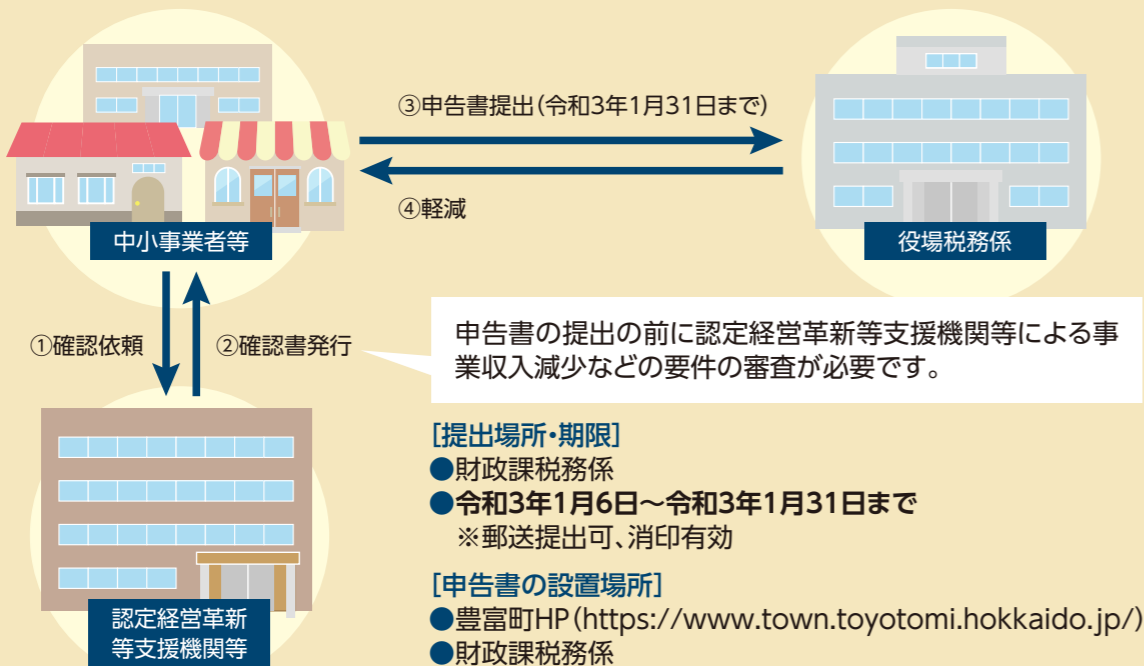 ③申告書提出(令和3年1月31日まで)
④軽減
中小事業者等
役場税務係
①確認依頼
②確認書発行
申告書の提出の前に認定経営革新等支援機関等による事
業収入減少などの要件の審査が必要です。
認定経営革新
等支援機関等
[提出場所・期限]
●財政課税務係
●令和3年1月6日～令和3年1月31日まで
※郵送提出可、消印有効
[申告書の設置場所]
●豊富町HP(https://www.town.toyotomi.hokkaido.jp/)
●財政課税務係